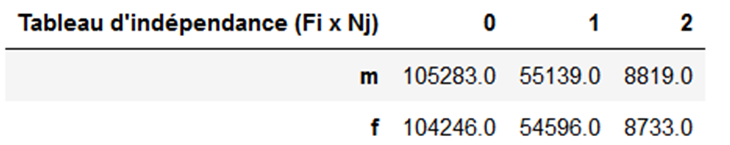 Tableau d'indépendance (Fi x Nj) 0 1 2
m 105283.0 55139.0 8819.0
f 104246.0 54596.0 8733.0